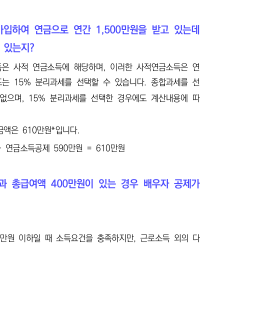 가입하여 연금으로 연간 1,500만원을 받고 있는데
있는지?
득은 사적 연금소득에 해당하며, 이러한 사적연금소득은 연
또는 15% 분리과세를 선택할 수 있습니다. 종합과세를 선
없으며, 15% 분리과세를 선택한 경우에도 계산내용에 따
금액은 610만원*입니다.
- 연금소득공제 590만원 = 610만원
과 총급여액 400만원이 있는 경우 배우자 공제가
만원 이하일 때 소득요건을 충족하지만, 근로소득 외의 다